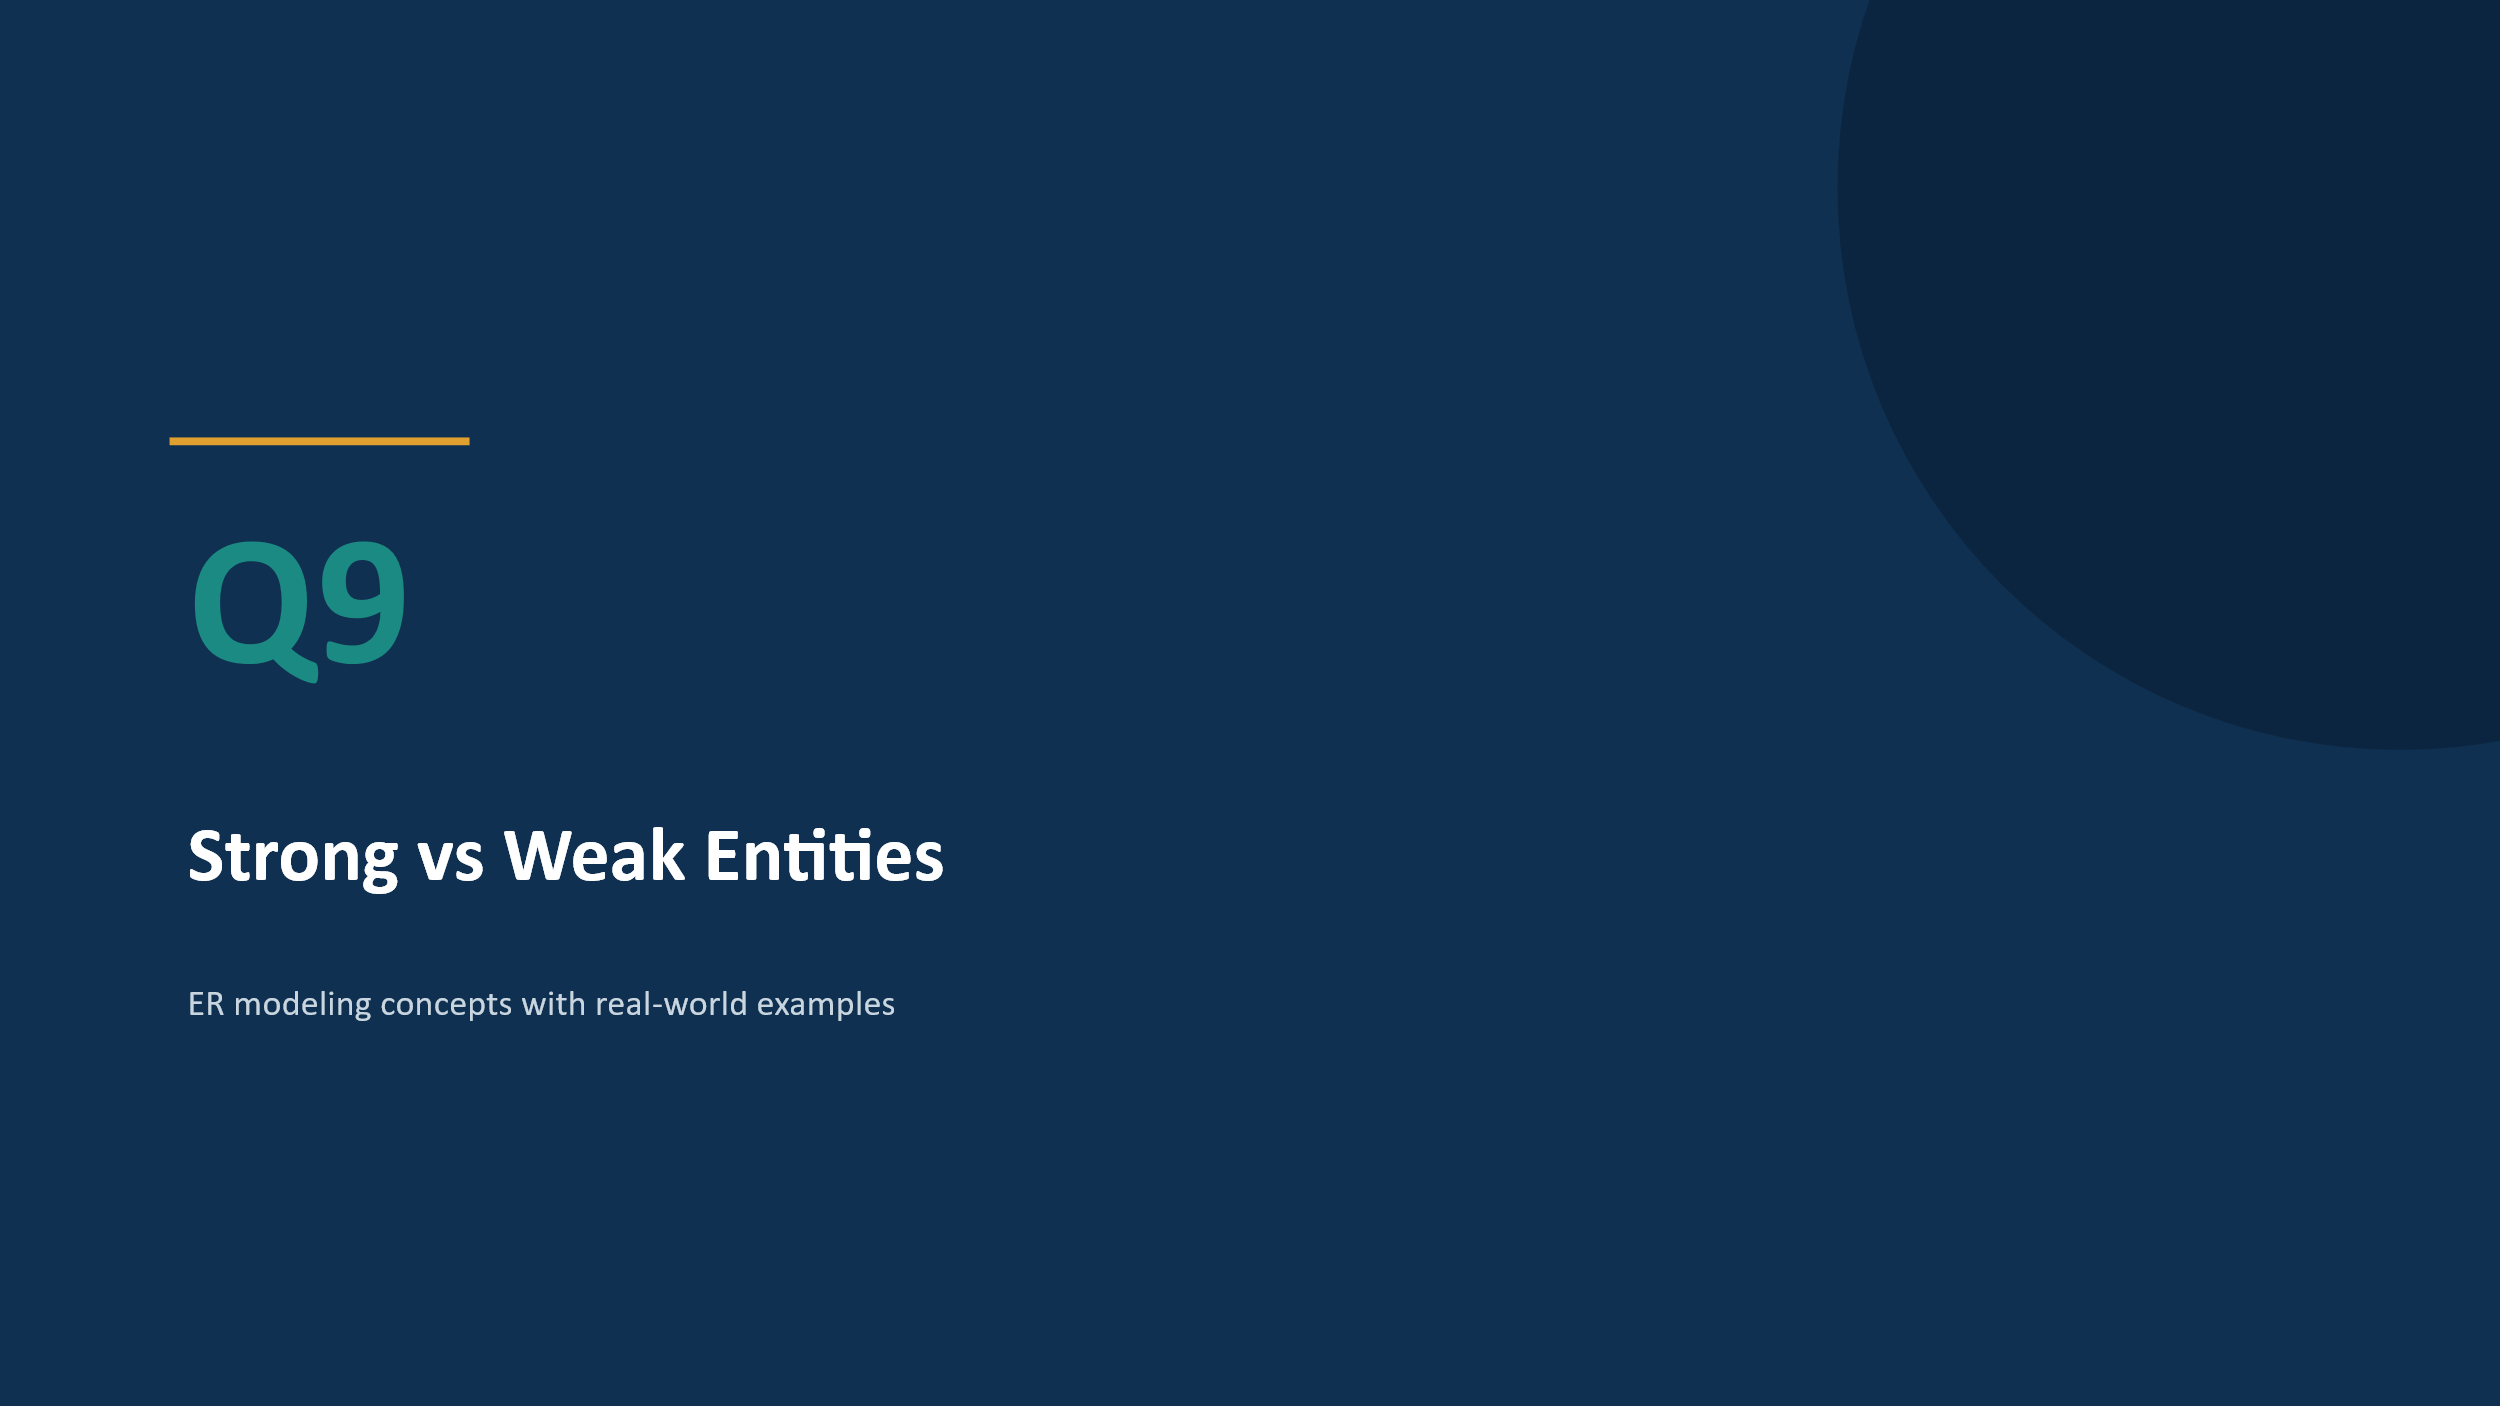 Q9
Strong vs Weak Entities
ER modeling concepts with real-world examples